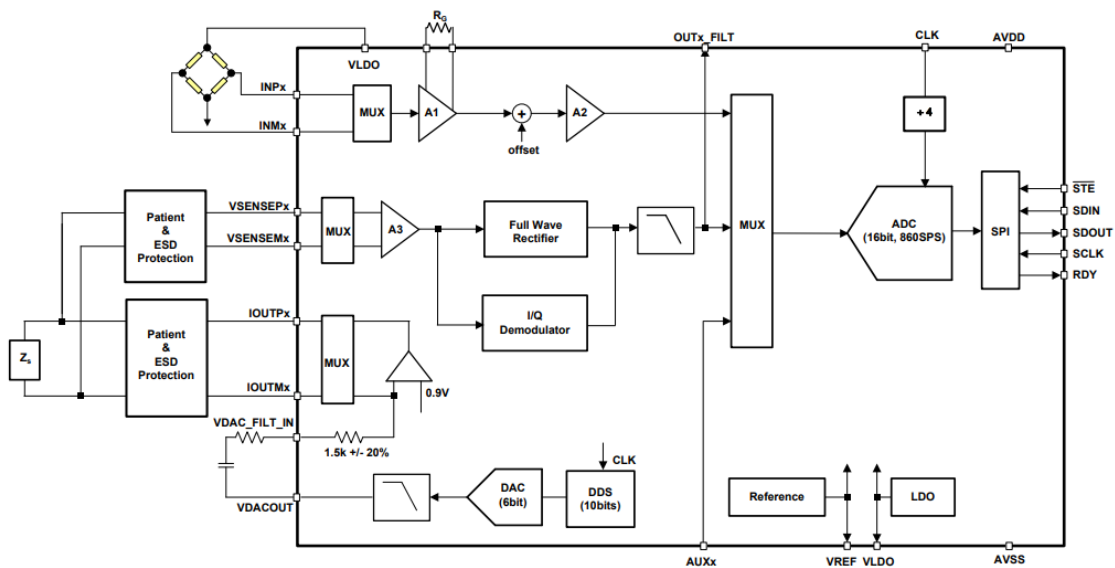 RG
OUTx_FILT
CLK
AVDD
VLDO
INPx
INMx
MUX
A1
+
offset
A2
+4
Patient
&
ESD
Protection
VSENSEPx
VSENSEMx
MUX
A3
Full Wave
Rectifier
I/Q
Demodulator
MUX
ADC
(16bit, 860SPS)
SPI
STE
SDIN
SDOUT
SCLK
RDY
Zs
Patient
&
ESD
Protection
IOUTPx
IOUTMx
MUX
0.9V
VDAC_FILT_IN
1.5k +/- 20%
VDACOUT
DAC
(6bit)
CLK
DDS
(10bits)
Reference
LDO
AUXx
VREF
VLDO
AVSS